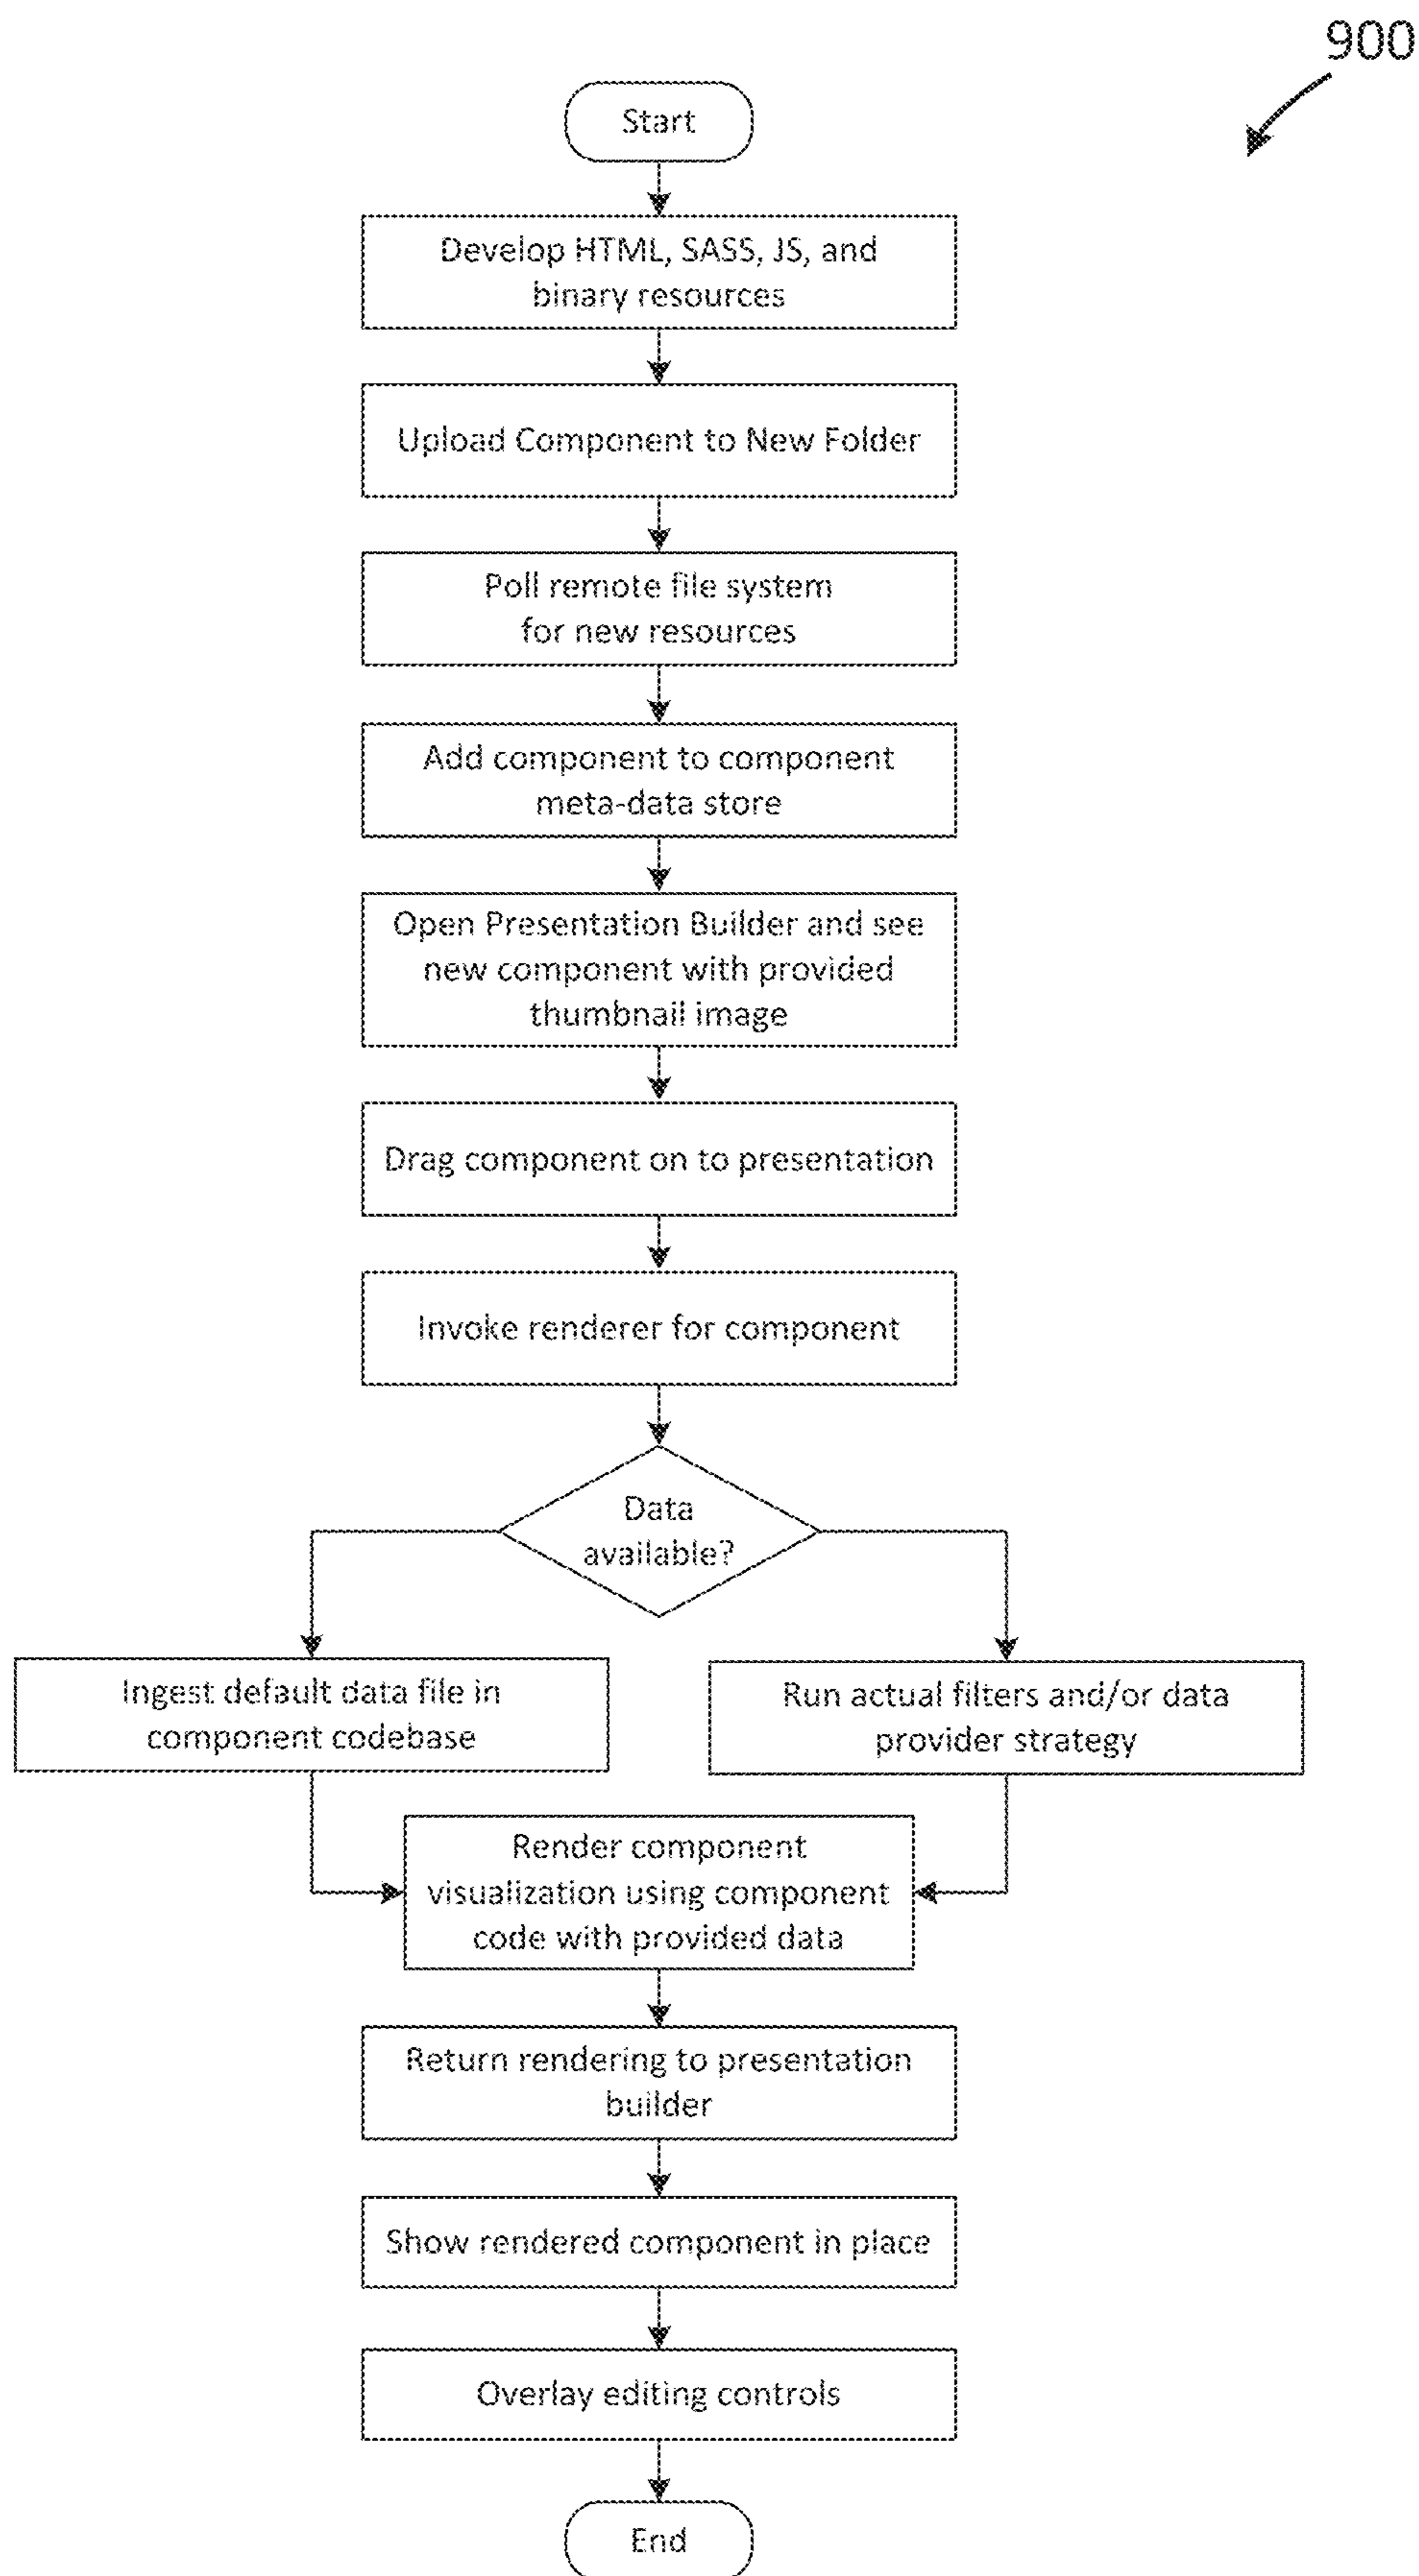 900
Start
Develop HTML, SASS, JS, and
binary resources
Upload Component to New Folder
Poll remote file system
for new resources
Add component to component
meta-data store
Open Presentation Builder and see
new component with provided
thumbnail image
Drag component on to presentation
Invoke renderer for component
Data
available?
Ingest default data file in
component codebase
Run actual filters and/or data
provider strategy
Render component
visualization using component
code with provided data
Return rendering to presentation
builder
Show rendered component in place
Overlay editing controls
End